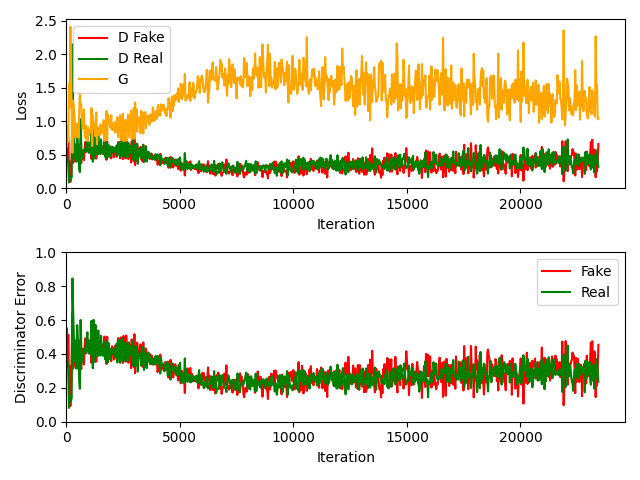 2.5
2.0
1.5
1.0
0.5
0.0
Loss
D Fake
D Real
G
0
5000
10000
15000
20000
Iteration
1.0
0.8
0.6
0.4
0.2
0.0
Discriminator Error
Fake
Real
0
5000
10000
15000
20000
Iteration